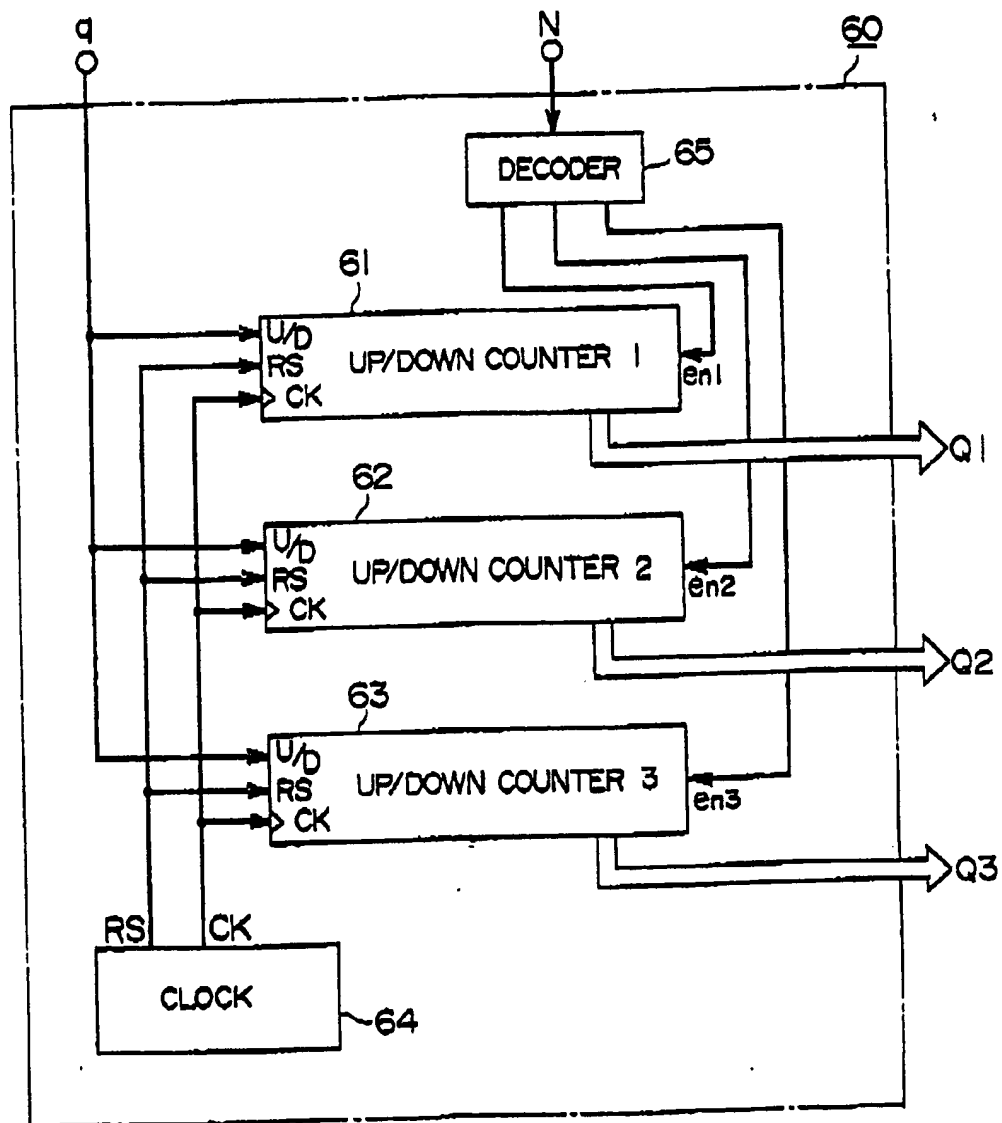 q
N
60
DECODER
65
61
U/D
RS
CK
UP/DOWN COUNTER 1
en1
Q1
62
U/D
RS
CK
UP/DOWN COUNTER 2
en2
Q2
63
U/D
RS
CK
UP/DOWN COUNTER 3
en3
Q3
RS
CK
CLOCK
64